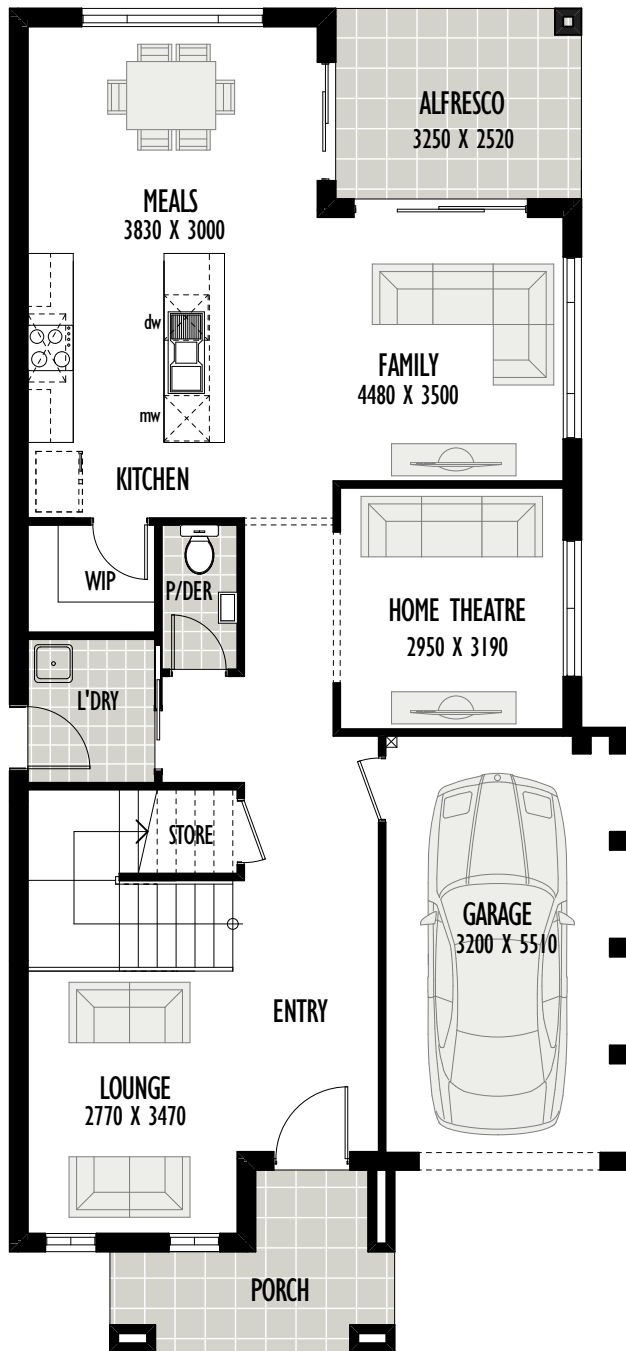 ALFRESCO
3250 X 2520
MEALS
3830 X 3000
dw
FAMILY
4480 X 3500
mw
KITCHEN
WIP
P/DER
HOME THEATRE
2950 X 3190
L'DRY
STORE
GARAGE
3200 X 5510
ENTRY
LOUNGE
2770 X 3470
PORCH